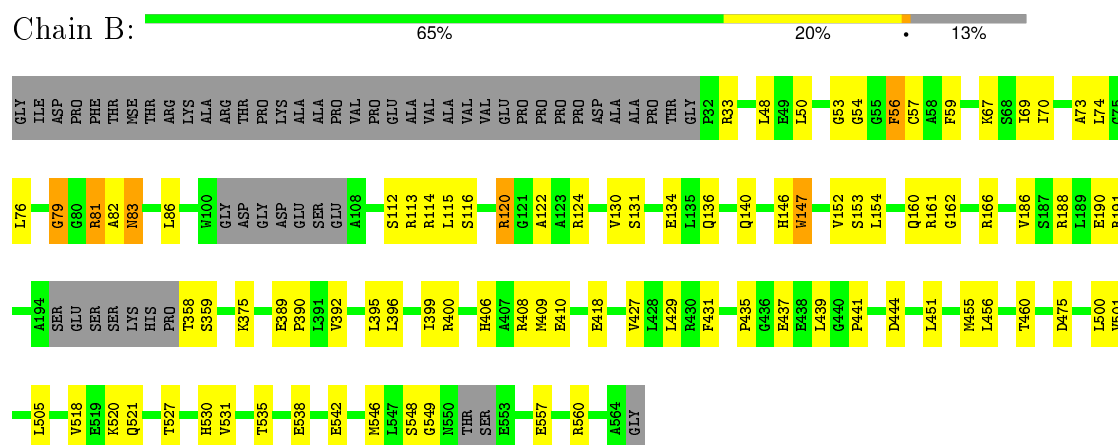 Chain B:
65% 20% • 13%
GLY ILE ASP PRO PHE THR MSE THR ARG LYS ALA ARG THR THR PRO LYS ALA ALA PRO VAL PRO GLU ALA VAL ALA VAL VAL GLU PRO PRO PRO PRO ASP ALA ALA PRO THR GLY P32 R33 L48 E49 L50 G53 G54 G55 F56 C57 A58 F59 K67 S68 I69 I70 A73 L74 G75
L76 G79 G80 R81 A82 N83 L86 W100 GLY ASP GLY ASP GLU SER GLU A108 S112 R113 R114 L115 S116 R120 G121 A122 A123 R124 V130 S131 E134 L135 Q136 Q140 H146 W147 V152 S153 L154 Q160 R161 G162 R166 V186 S187 R188 L189 E190
A194 SER GLU SER SER LYS HIS PRO T358 S359 K375 E389 P390 L391 V392 L395 L396 I399 R400 H406 A407 R408 M409 E410 E418 V427 L428 L429 R430 F431 P435 G436 E437 E438 L439 G440 P441 D444 L451 M455 L456 T460 D475 L500
L505 V518 E519 K520 Q521 T527 H530 V531 T535 E538 E542 M546 L547 S548 G549 N550 THR SER E553 E557 R560 A564 GLY